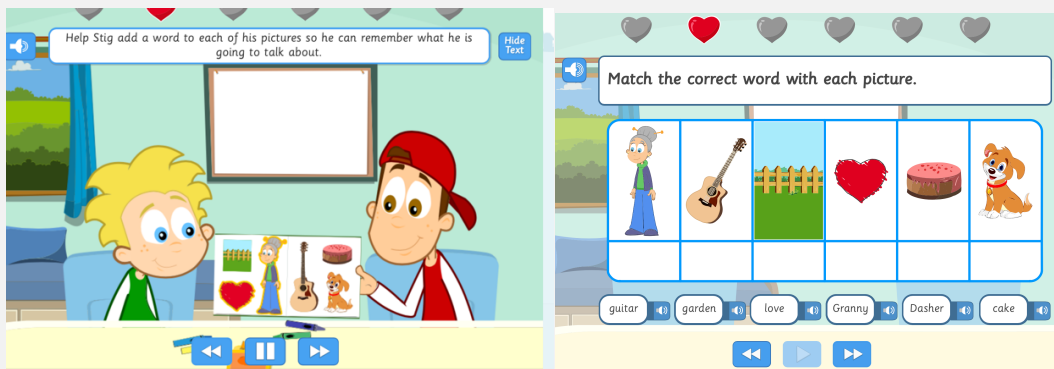 Help Stig add a word to each of his pictures so he can remember what he is
going to talk about.
Hide
Text
Match the correct word with each picture.
guitar
garden
love
Granny
Dasher
cake